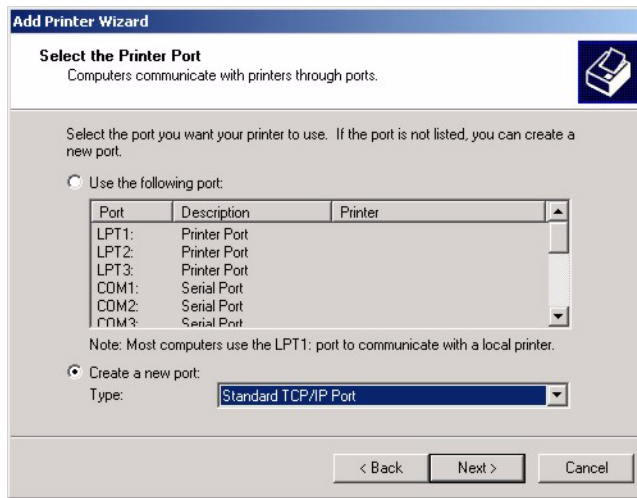 Add Printer Wizard
Select the Printer Port
Computers communicate with printers through ports.
Select the port you want your printer to use. If the port is not listed, you can create a
new port.
Use the following port:
Port Description Printer
LPT1: Printer Port
LPT2: Printer Port
LPT3: Printer Port
COM1: Serial Port
COM2: Serial Port
COM3: Serial Port
Note: Most computers use the LPT1: port to communicate with a local printer.
Create a new port:
Type: Standard TCP/IP Port
< Back Next > Cancel